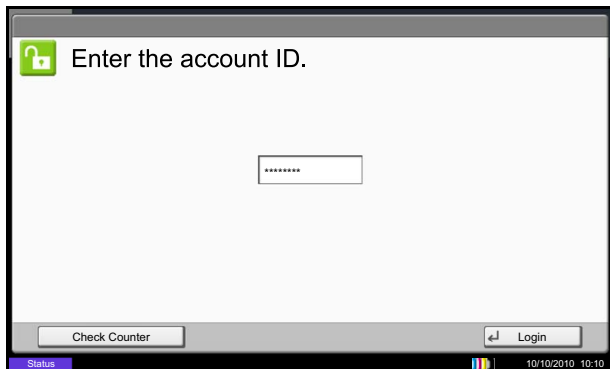 Enter the account ID.
********
Check Counter
Login
Status
10/10/2010 10:10